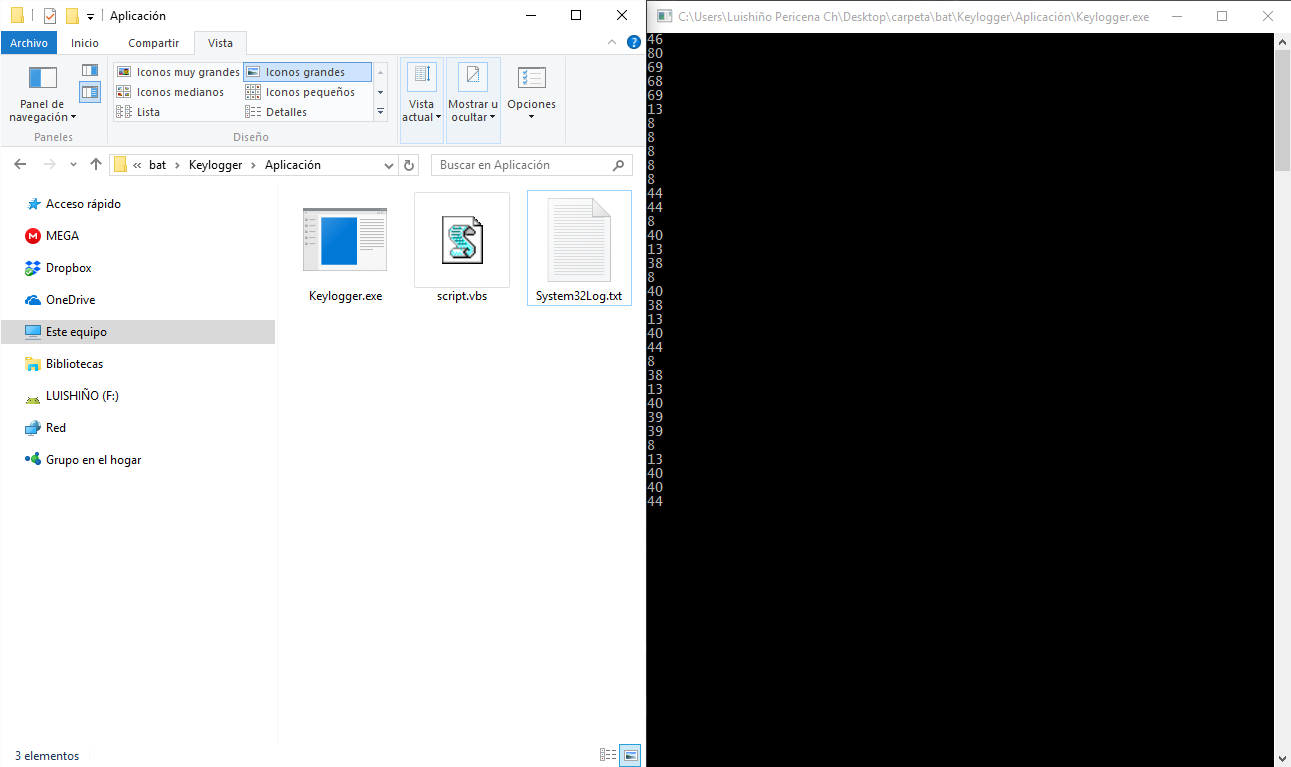 Aplicación
Archivo Inicio Compartir Vista
Panel de navegación
Paneles
Iconos muy grandes Iconos grandes
Iconos medianos Iconos pequeños
Lista Detalles
Diseño
Vista actual
Mostrar u ocultar
Opciones
« bat > Keylogger > Aplicación
Buscar en Aplicación
Acceso rápido
MEGA
Dropbox
OneDrive
Este equipo
Bibliotecas
LUISHIÑO (F:)
Red
Grupo en el hogar
Keylogger.exe
script.vbs
System32Log.txt
3 elementos
C:\Users\Luishiño Pericena Ch\Desktop\carpeta\bat\Keylogger\Aplicación\Keylogger.exe
46
80
69
68
69
13
8
8
8
8
8
44
44
8
40
13
38
8
40
38
13
40
44
8
38
13
40
39
39
8
13
40
40
44